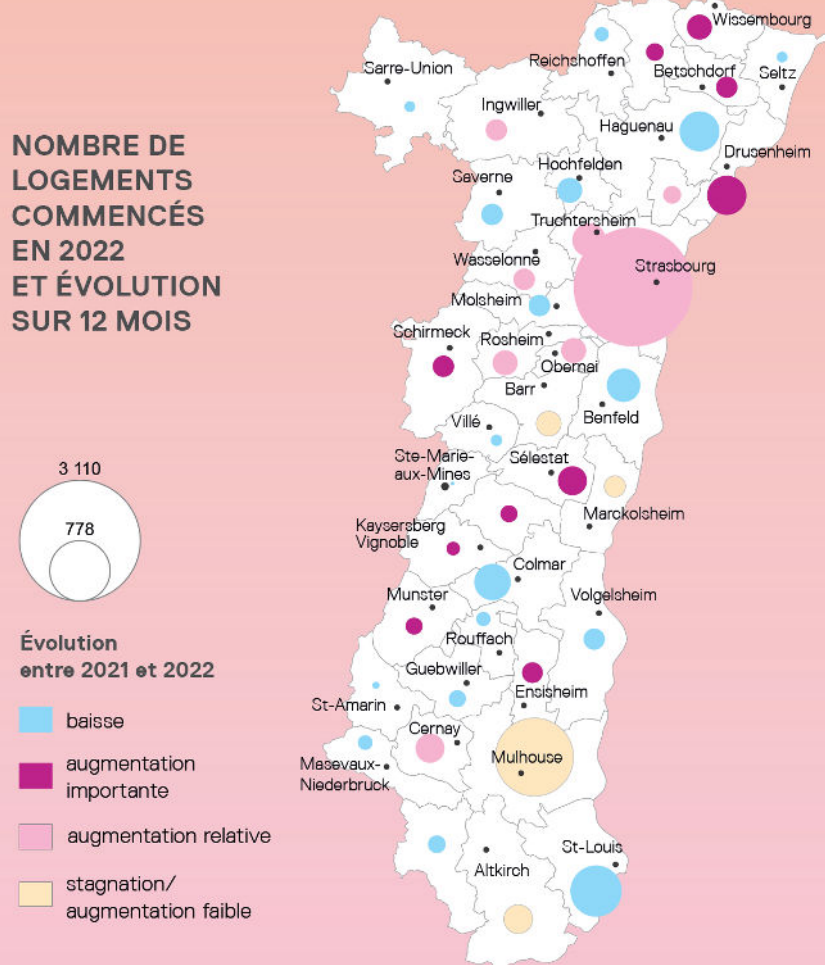 NOMBRE DE
LOGEMENTS
COMMENCÉS
EN 2022
ET ÉVOLUTION
SUR 12 MOIS
3 110
778
Évolution
entre 2021 et 2022
baisse
augmentation
importante
augmentation relative
stagnation/
augmentation faible
Wissembourg
Reichshoffen
Sarre-Union
Betschdorf
Seltz
Ingwiller
Haguenau
Drusenheim
Hochfelden
Saverne
Truchtersheim
Wasselonne
Strasbourg
Molsheim
Schirmeck
Rosheim
Obernai
Barr
Benfeld
Villé
Ste-Marie-
aux-Mines
Sélestat
Marckolsheim
Kaysersberg
Vignoble
Colmar
Munster
Volgelsheim
Rouffach
Guebwiller
Ensisheim
St-Amarin
Cernay
Mulhouse
Masevaux-
Niederbruck
St-Louis
Altkirch